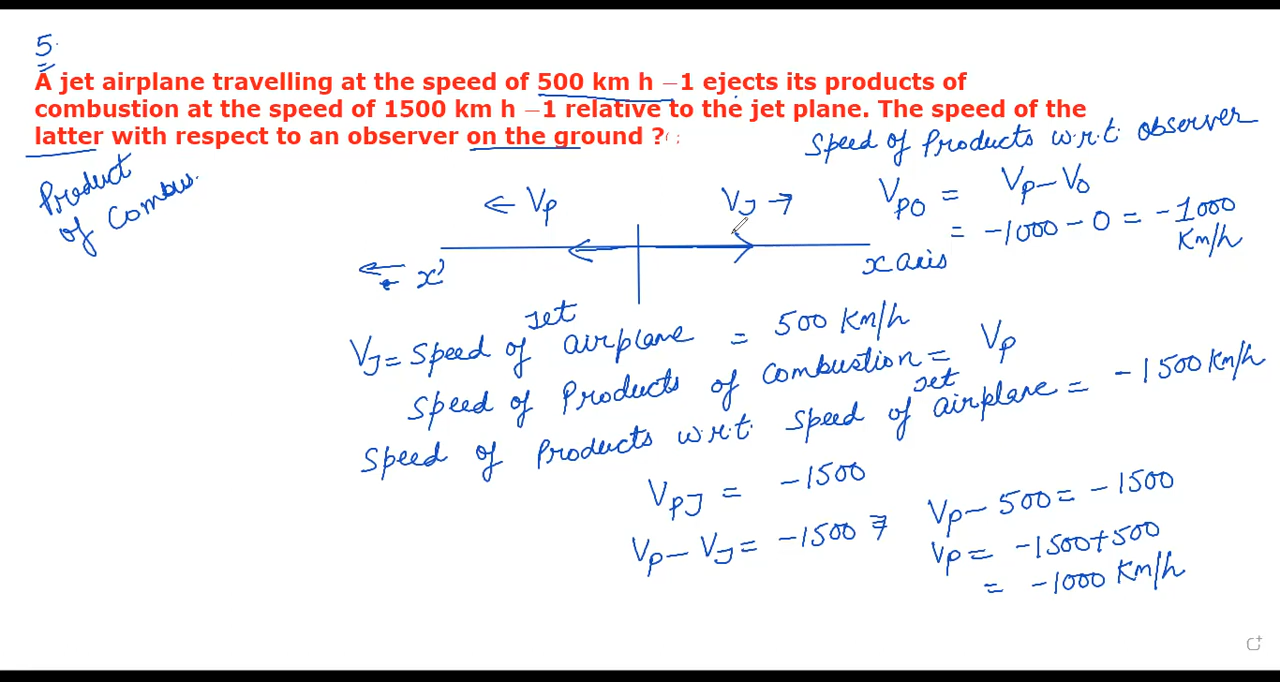 5.
A jet airplane travelling at the speed of 500 km h −1 ejects its products of
combustion at the speed of 1500 km h −1 relative to the jet plane. The speed of the
latter with respect to an observer on the ground ?
Product
of Combus.
Speed of Products w.r.t. observer
← Vp
VJ →
VPO = Vp - VO
= -1000 - 0 = -1000
Km/h
← x'
x axis
VJ = Speed of Jet airplane = 500 Km/h
Speed of Products of Combustion = Vp
Speed of Products w.r.t. Speed of Jet airplane = -1500 Km/h
VPJ = -1500
Vp - VJ = -1500 ⇒
Vp - 500 = -1500
Vp = -1500+500
= -1000 Km/h